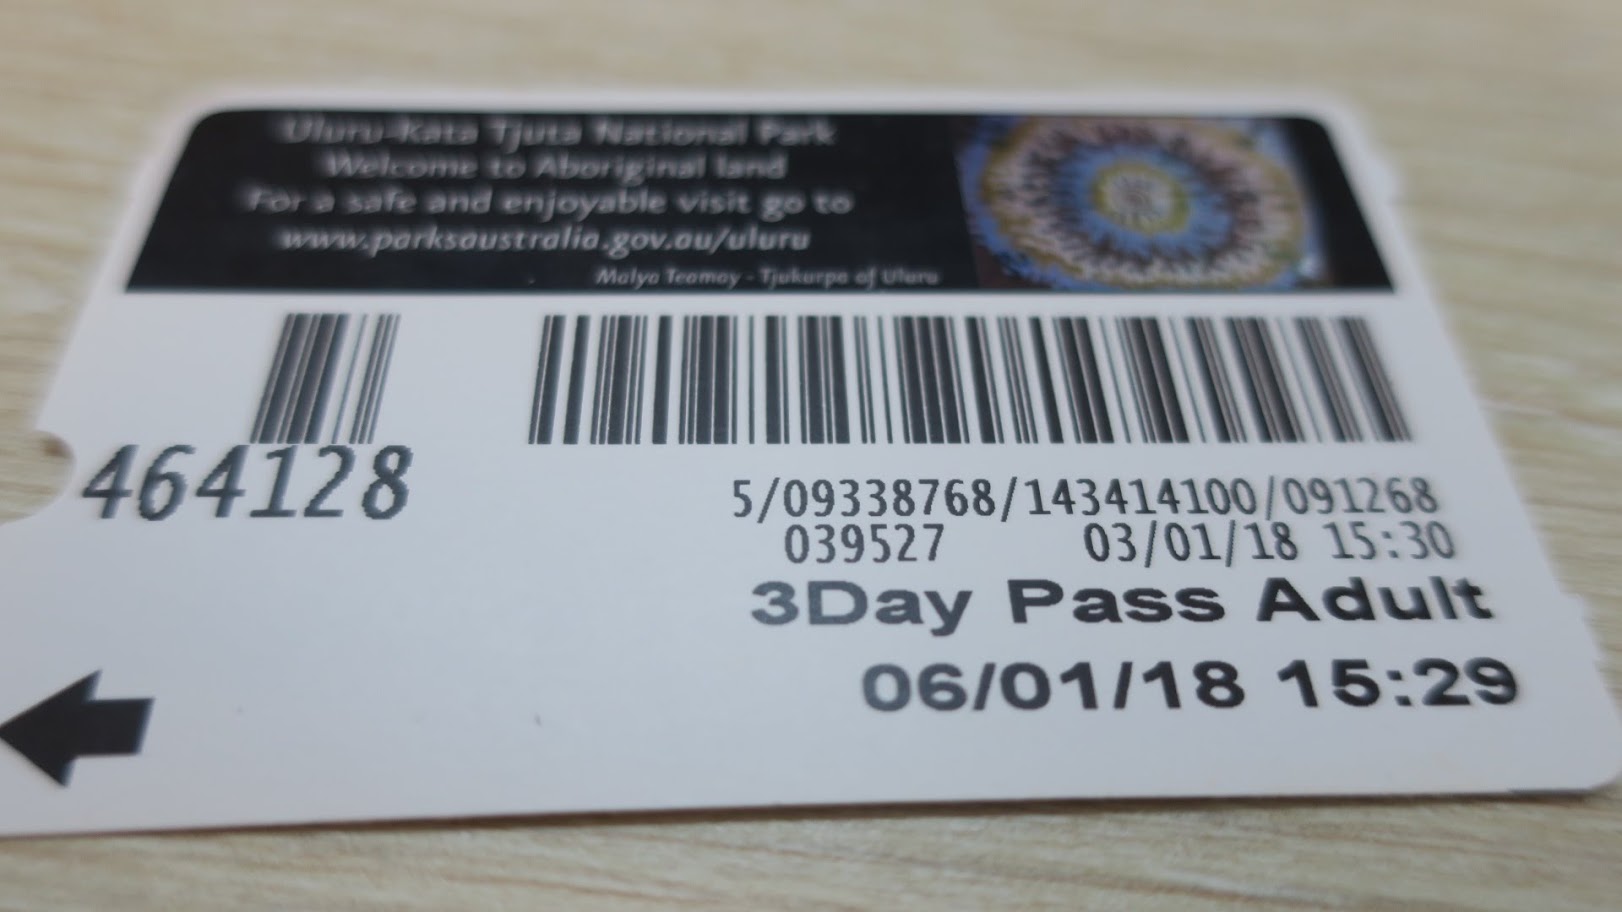 Uluru-Kata Tjuta National Park
Welcome to Aboriginal land
For a safe and enjoyable visit go to
www.parksaustralia.gov.au/uluru
Malya Teamay - Tjukurpa of Uluru
464128
5/09338768/143414100/091268
039527 03/01/18 15:30
3Day Pass Adult
06/01/18 15:29